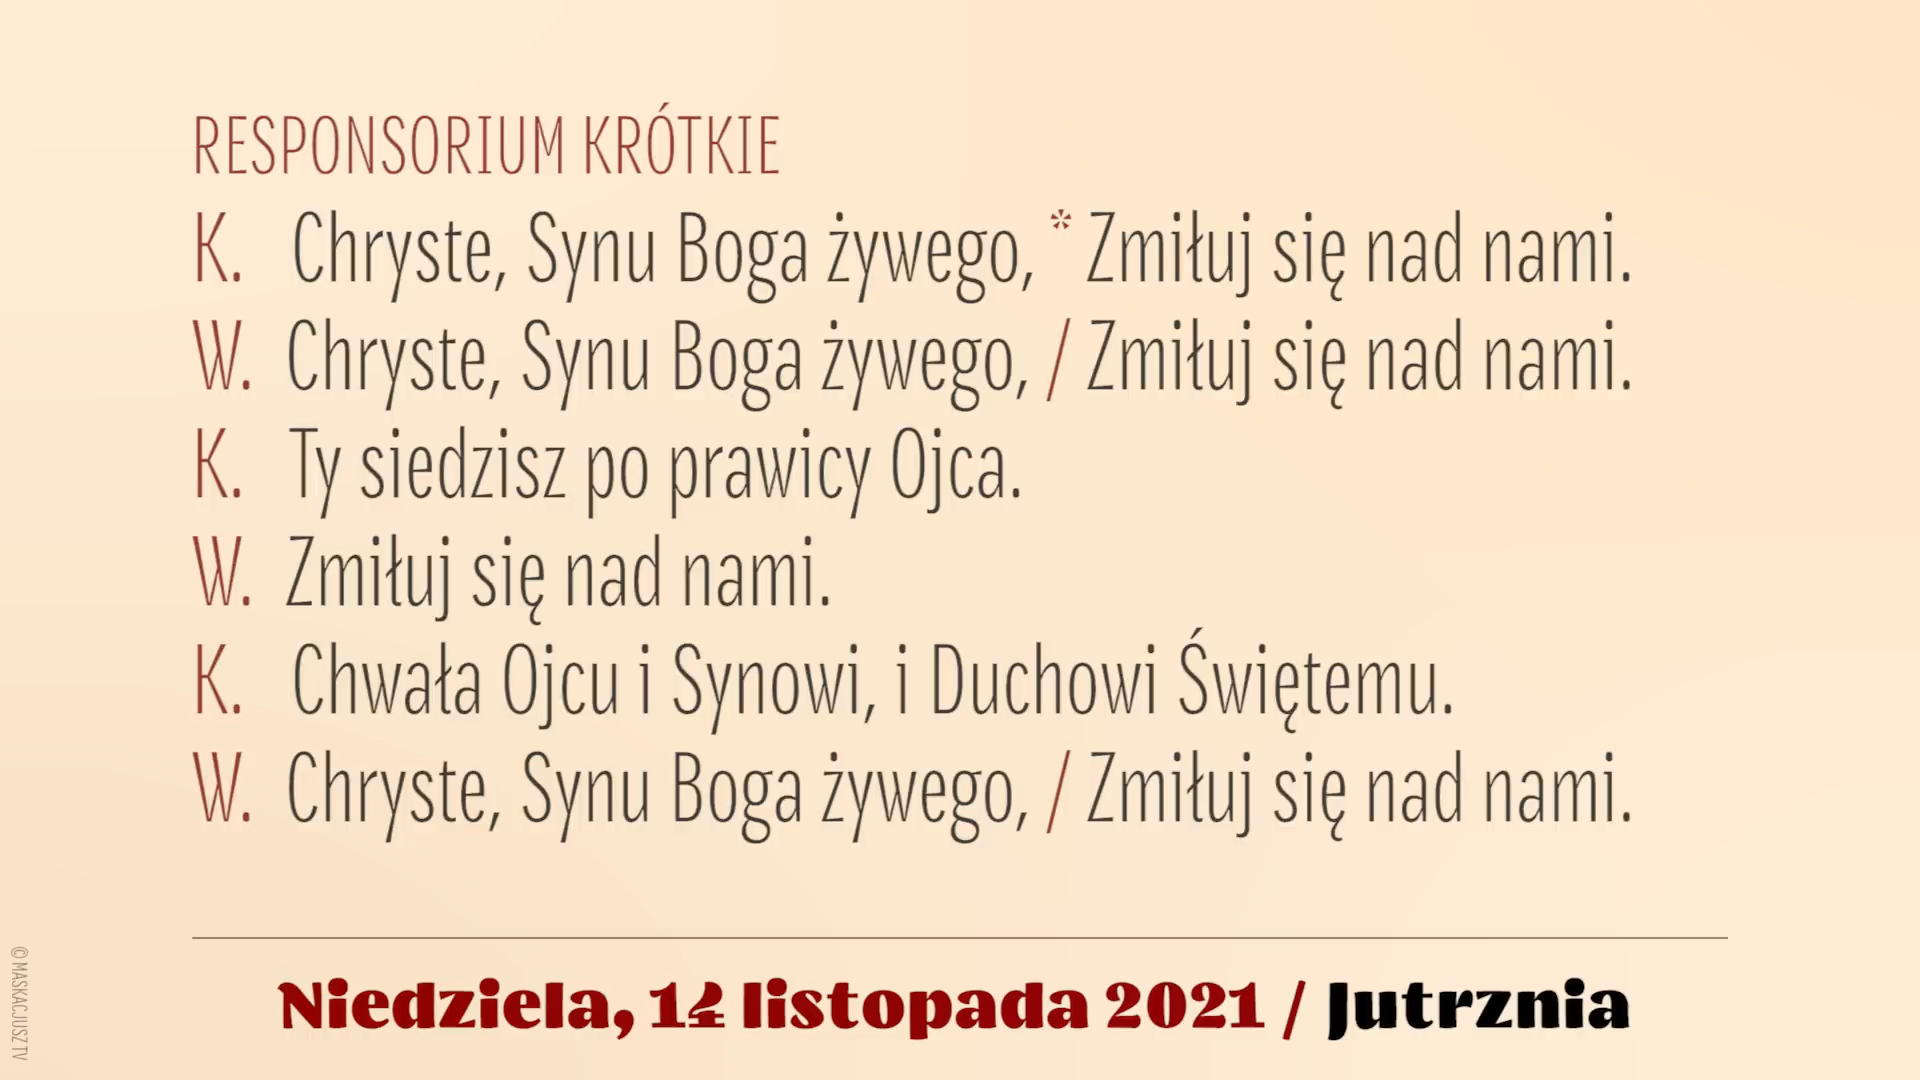 RESPONSORIUM KRÓTKIE
K. Chryste, Synu Boga żywego, * Zmiłuj się nad nami.
W. Chryste, Synu Boga żywego, / Zmiłuj się nad nami.
K. Ty siedzisz po prawicy Ojca.
W. Zmiłuj się nad nami.
K. Chwała Ojcu i Synowi, i Duchowi Świętemu.
W. Chryste, Synu Boga żywego, / Zmiłuj się nad nami.
Niedziela, 14 listopada 2021 / Jutrznia
© MASKACJUSZ TV